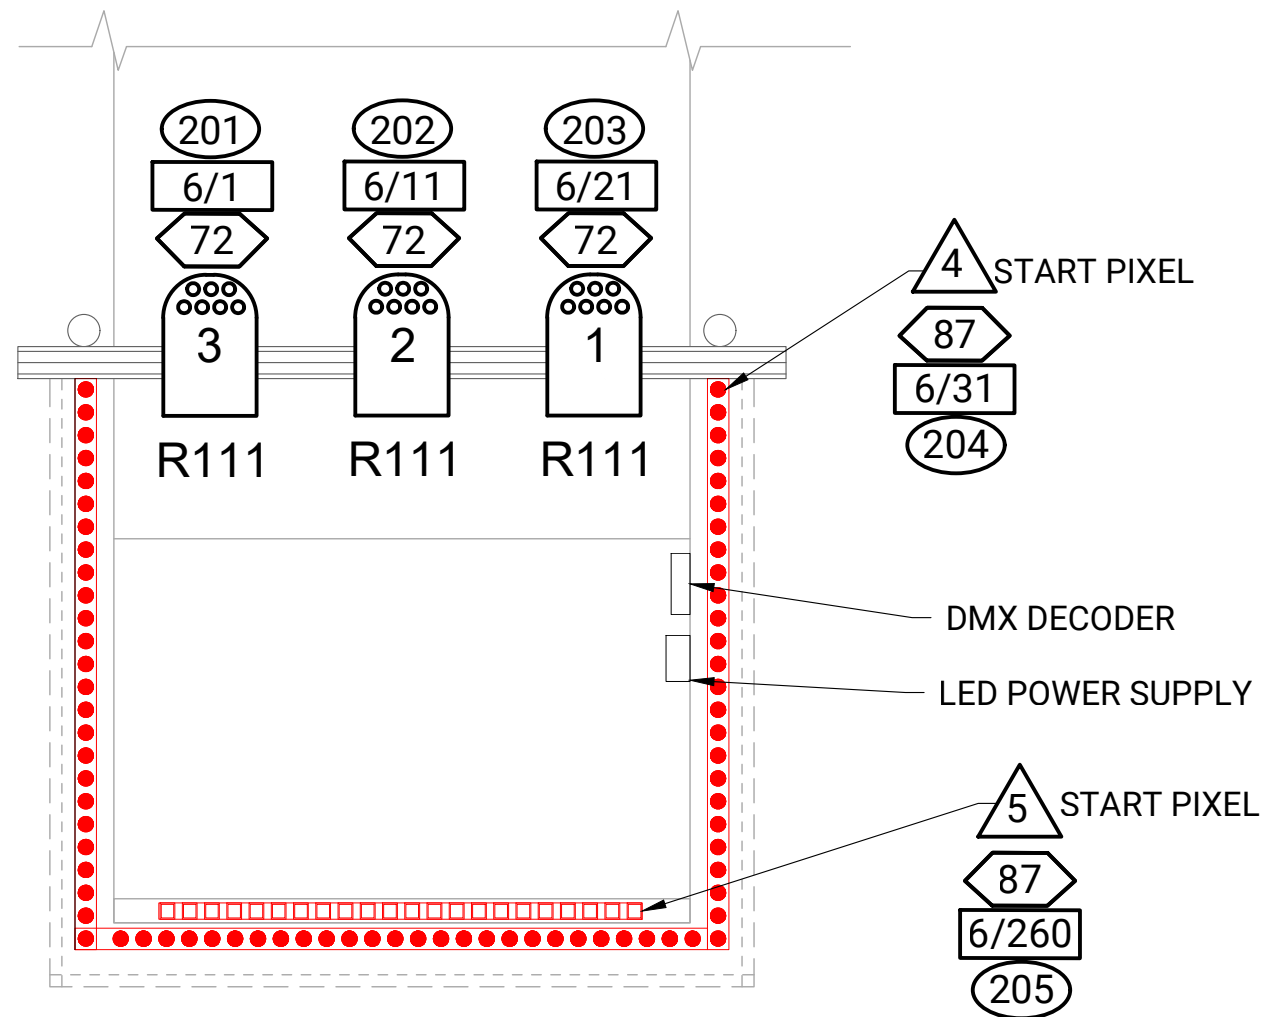 201 202 203
6/1 6/11 6/21
72 72 72
3 2 1
R111 R111 R111
4 START PIXEL
87
6/31
204
DMX DECODER
LED POWER SUPPLY
5 START PIXEL
87
6/260
205